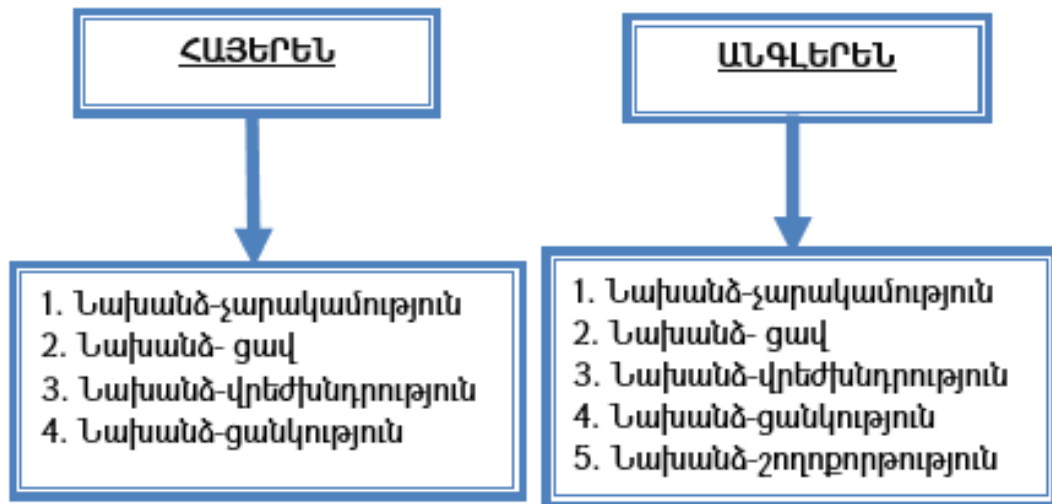 ՀԱՅԵՐԵՆ
1. Նախանձ-չարակամություն
2. Նախանձ- ցավ
3. Նախանձ-վրեժխնդրություն
4. Նախանձ-ցանկություն
ԱՆԳԼԵՐԵՆ
1. Նախանձ-չարակամություն
2. Նախանձ- ցավ
3. Նախանձ-վրեժխնդրություն
4. Նախանձ-ցանկություն
5. Նախանձ-շողոքորթություն